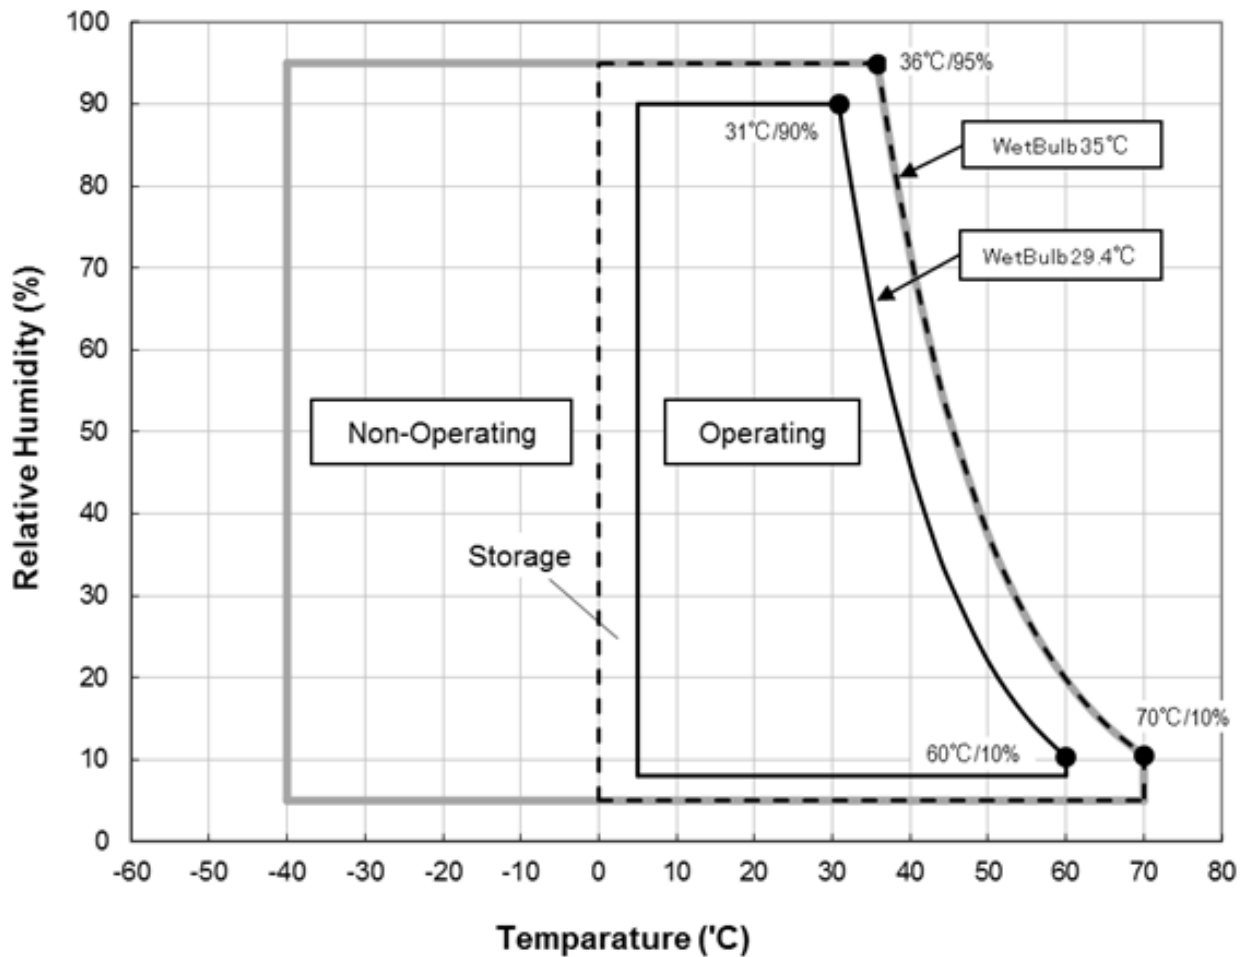 100
90
80
70
60
50
40
30
20
10
0
Relative Humidity (%)
36℃/95%
31℃/90%
WetBulb35℃
WetBulb29.4℃
Non-Operating
Operating
Storage
70℃/10%
60℃/10%
-60 -50 -40 -30 -20 -10 0 10 20 30 40 50 60 70 80
Temparature ('C)